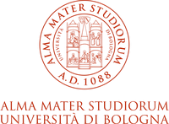 ALMA MATER STUDIORUM
A.D. 1088
ALMA MATER STUDIORUM
UNIVERSITÀ DI BOLOGNA